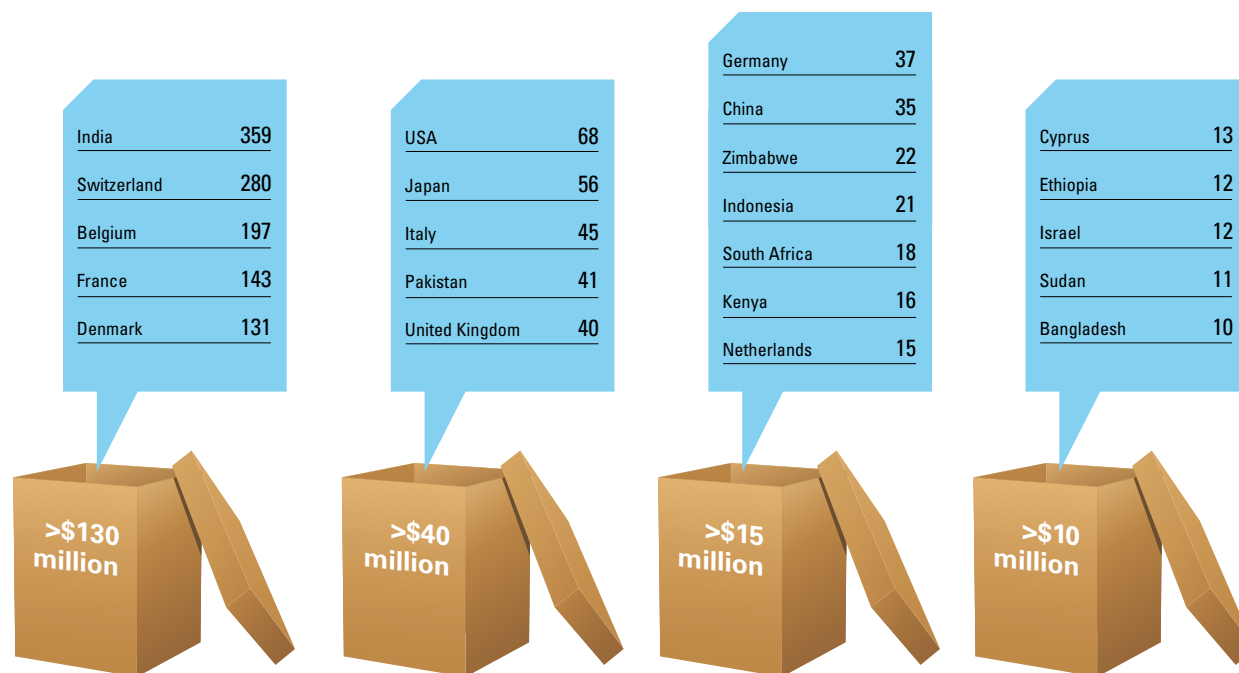 India 359
Switzerland 280
Belgium 197
France 143
Denmark 131
>$130
million
USA 68
Japan 56
Italy 45
Pakistan 41
United Kingdom 40
>$40
million
Germany 37
China 35
Zimbabwe 22
Indonesia 21
South Africa 18
Kenya 16
Netherlands 15
>$15
million
Cyprus 13
Ethiopia 12
Israel 12
Sudan 11
Bangladesh 10
>$10
million